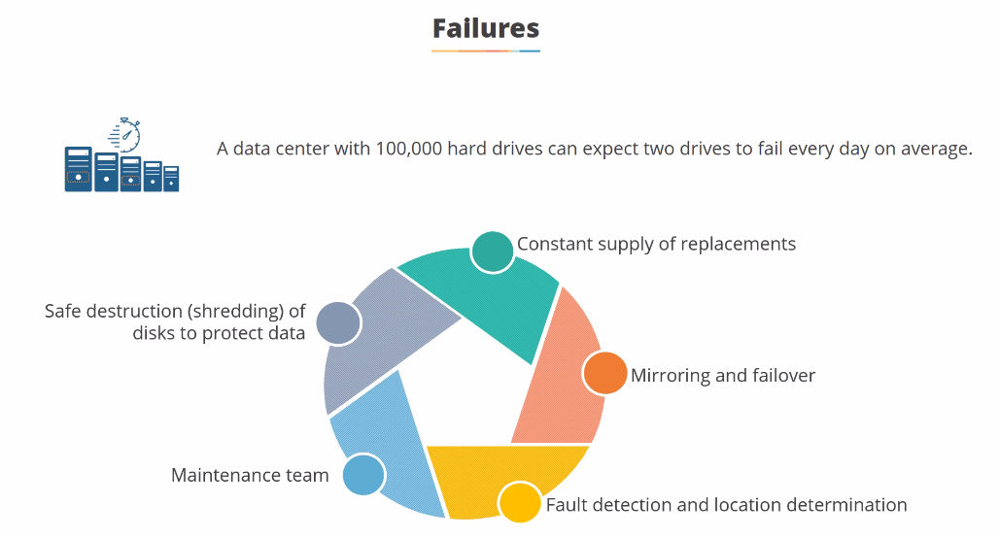 Failures
A data center with 100,000 hard drives can expect two drives to fail every day on average.
Constant supply of replacements
Safe destruction (shredding) of
disks to protect data
Mirroring and failover
Maintenance team
Fault detection and location determination